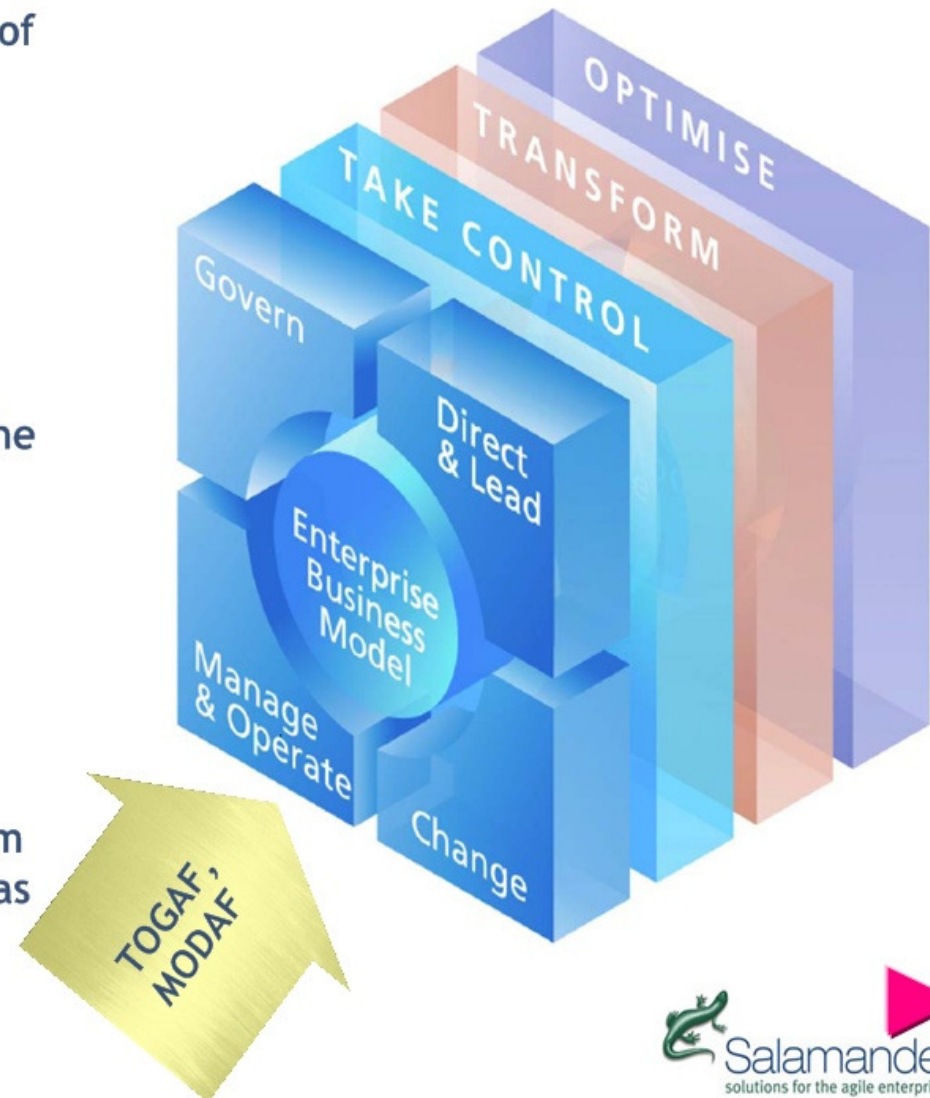 of
OPTIMISE
TRANSFORM
TAKE CONTROL
Govern
Direct
& Lead
ne
Enterprise
Business
Model
Manage
& Operate
Change
m
as
TOGAF,
MODAF
Salamande
solutions for the agile enterpri